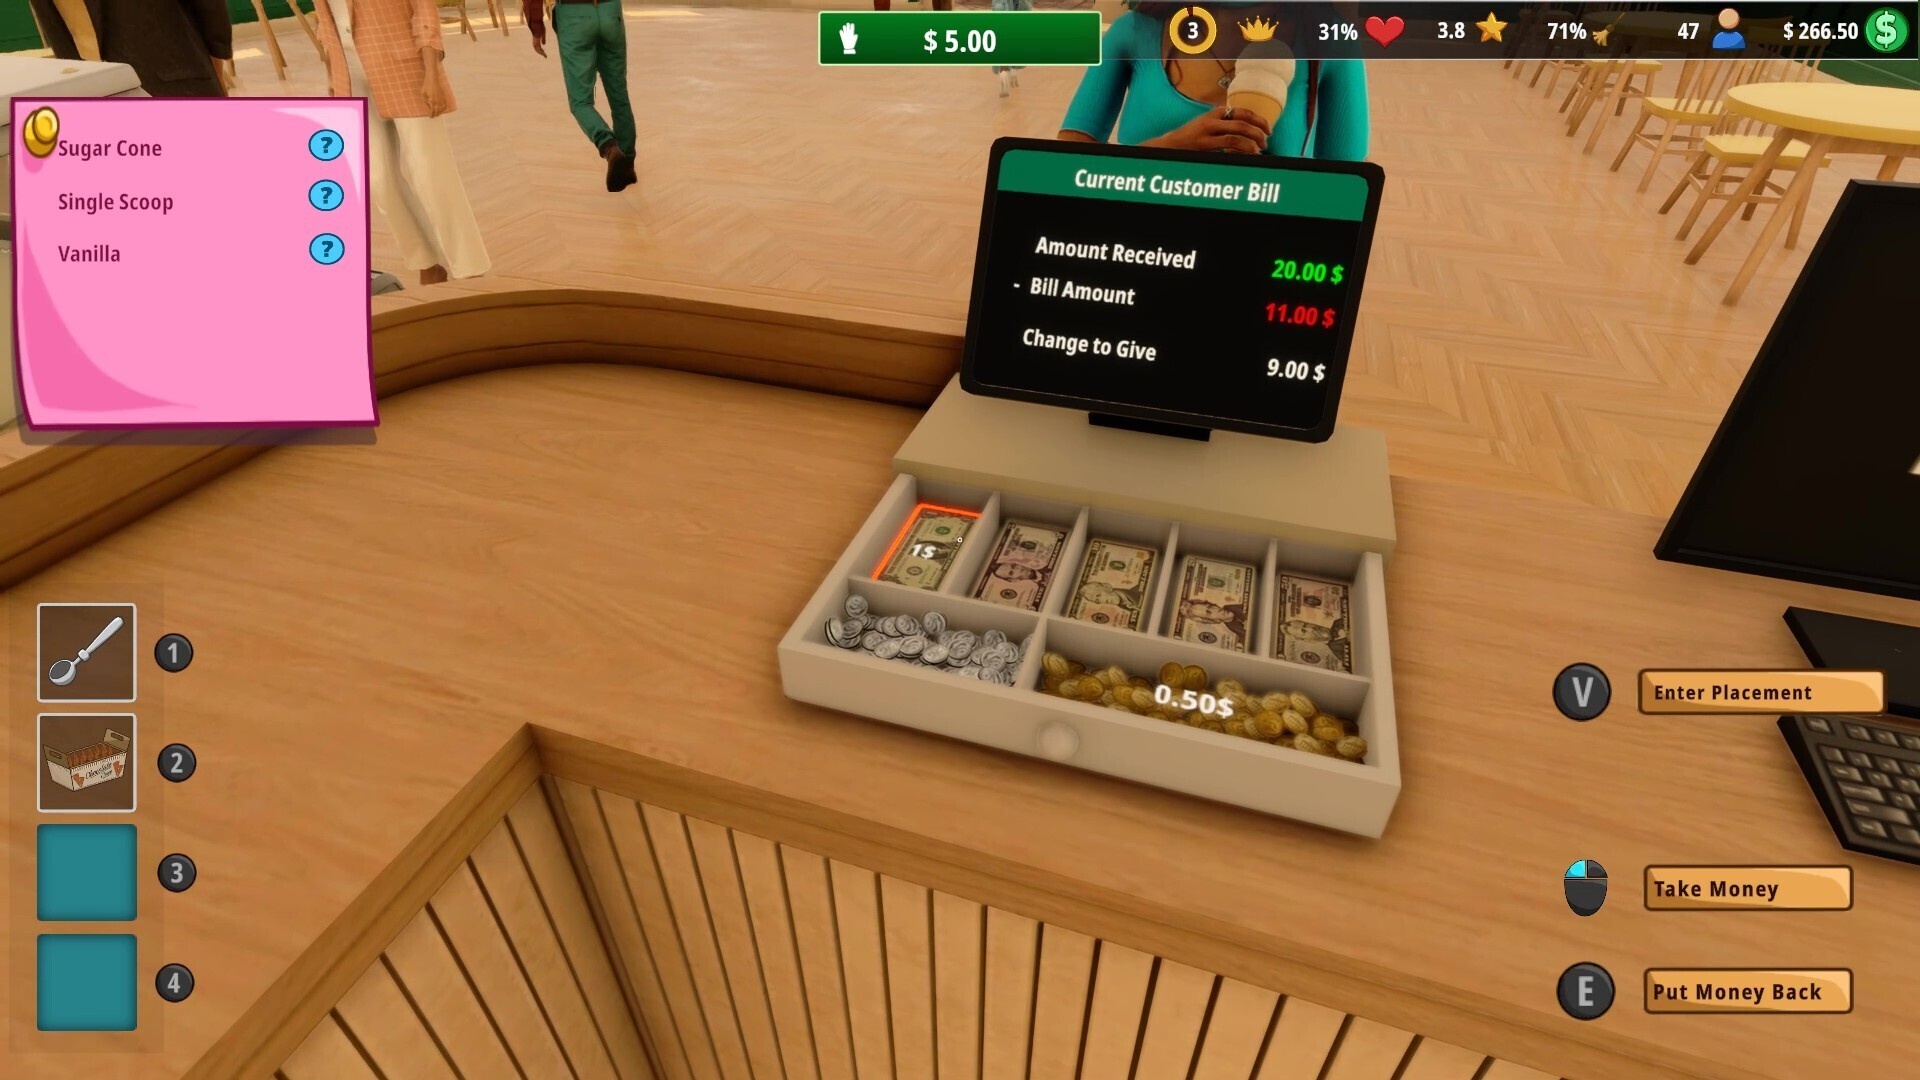 $ 5.00
3
31%
3.8
71%
47
$ 266.50
Sugar Cone ?
Single Scoop ?
Vanilla ?
Current Customer Bill
Amount Received 20.00 $
- Bill Amount 11.00 $
Change to Give 9.00 $
1$
0.50$
1
2
3
4
V Enter Placement
Take Money
E Put Money Back